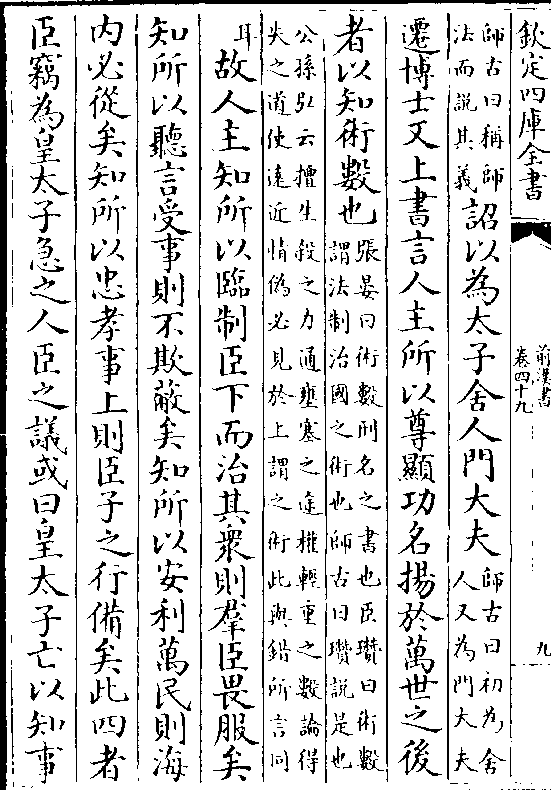 欽定四庫全書
前漢書
卷四十九
九
師古曰稱師
法而說其義
詔以為太子舍人門大夫
師古曰初為舍
人又為門大夫
遷博士又上書言人主所以尊顯功名揚於萬世之後
者以知術數也
張晏曰術數刑名之書也臣瓚曰術數
謂法制治國之術也師古曰瓚說是也
公孫弘云擅生殺之力通壅塞之塗權輕重之數論得
失之道使遠近情偽必見於上謂之術此與錯所言同
耳
故人主知所以臨制臣下而治其衆則羣臣畏服矣
知所以聽言受事則不欺蔽矣知所以安利萬民則海
内必從矣知所以忠孝事上則臣子之行備矣此四者
臣竊為皇太子急之人臣之議或曰皇太子亡以知事